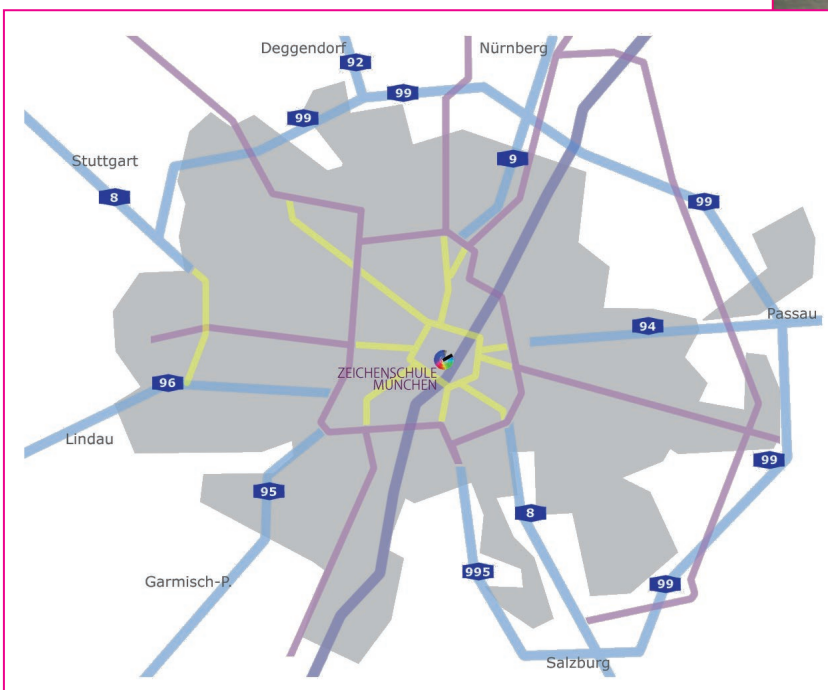 Deggendorf
Nürnberg
92
99
99
9
Stuttgart
8
99
Passau
94
ZEICHENSCHULE
MÜNCHEN
96
Lindau
99
95
8
995
99
Garmisch-P.
Salzburg